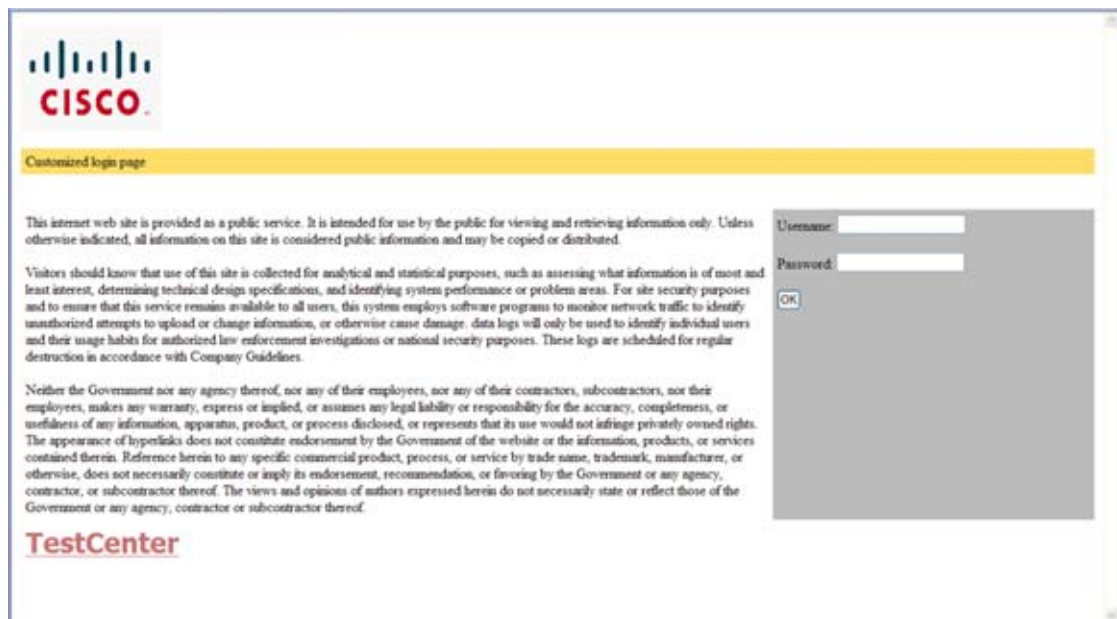 CISCO.
Customized login page
This internet web site is provided as a public service. It is intended for use by the public for viewing and retrieving information only. Unless
otherwise indicated, all information on this site is considered public information and may be copied or distributed.
Visitors should know that use of this site is collected for analytical and statistical purposes, such as assessing what information is of most and
least interest, determining technical design specifications, and identifying system performance or problem areas. For site security purposes
and to ensure that this service remains available to all users, this system employs software programs to monitor network traffic to identify
unauthorized attempts to upload or change information, or otherwise cause damage. data logs will only be used to identify individual users
and their usage habits for authorized law enforcement investigations or national security purposes. These logs are scheduled for regular
destruction in accordance with Company Guidelines.
Neither the Government nor any agency thereof, nor any of their employees, nor any of their contractors, subcontractors, nor their
employees, makes any warranty, express or implied, or assumes any legal liability or responsibility for the accuracy, completeness, or
usefulness of any information, apparatus, product, or process disclosed, or represents that its use would not infringe privately owned rights.
The appearance of hyperlinks does not constitute endorsement by the Government of the website or the information, products, or services
contained therein. Reference herein to any specific commercial product, process, or service by trade name, trademark, manufacturer, or
otherwise, does not necessarily constitute or imply its endorsement, recommendation, or favoring by the Government or any agency,
contractor, or subcontractor thereof. The views and opinions of authors expressed herein do not necessarily state or reflect those of the
Government or any agency, contractor or subcontractor thereof.
Username:
Password:
OK
TestCenter